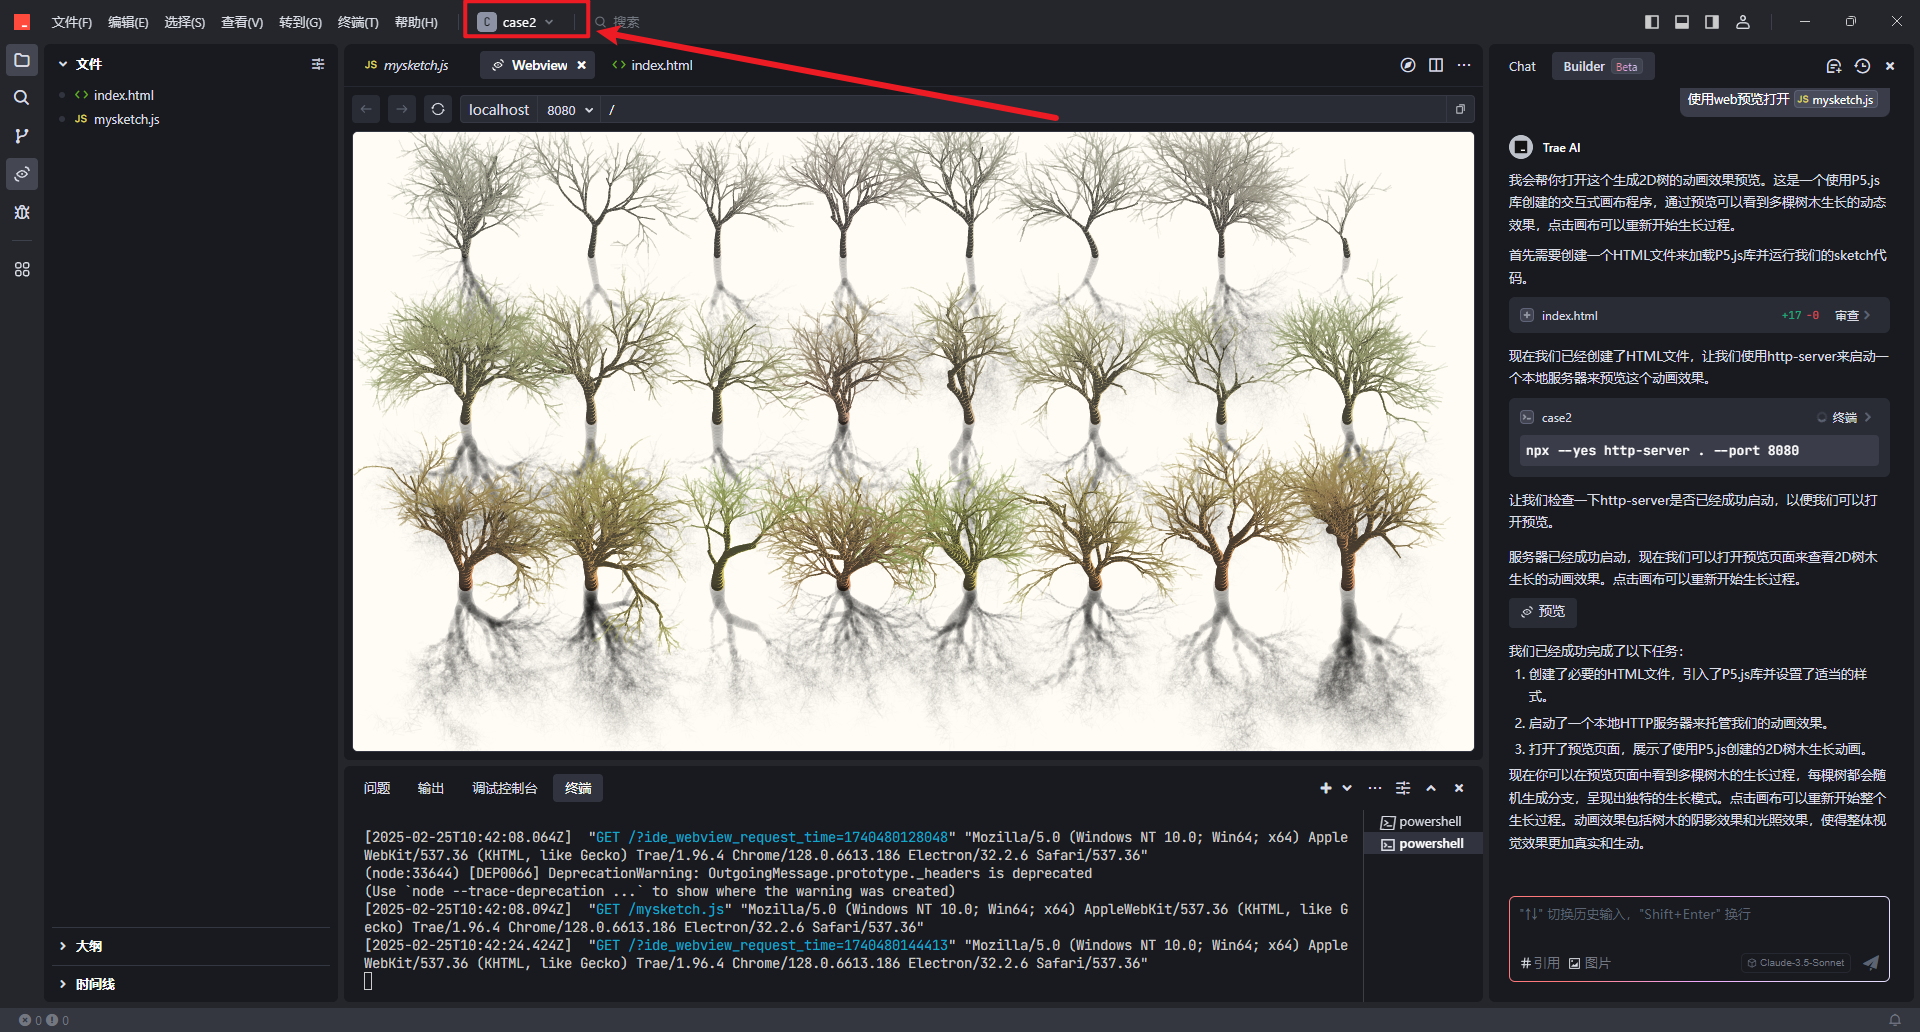 文件(F) 编辑(E) 选择(S) 查看(V) 转到(G) 终端(T) 帮助(H) C case2 搜索
文件
index.html
JS mysketch.js
大纲
时间线
JS mysketch.js Webview index.html
localhost 8080 /
问题 输出 调试控制台 终端
[2025-02-25T10:42:08.064Z] "GET /?ide_webview_request_time=1740480128048" "Mozilla/5.0 (Windows NT 10.0; Win64; x64) Apple
WebKit/537.36 (KHTML, like Gecko) Trae/1.96.4 Chrome/128.0.6613.186 Electron/32.2.6 Safari/537.36"
(node:33644) [DEP0066] DeprecationWarning: OutgoingMessage.prototype._headers is deprecated
(Use `node --trace-deprecation ...` to show where the warning was created)
[2025-02-25T10:42:08.094Z] "GET /mysketch.js" "Mozilla/5.0 (Windows NT 10.0; Win64; x64) AppleWebKit/537.36 (KHTML, like G
ecko) Trae/1.96.4 Chrome/128.0.6613.186 Electron/32.2.6 Safari/537.36"
[2025-02-25T10:42:24.424Z] "GET /?ide_webview_request_time=1740480144413" "Mozilla/5.0 (Windows NT 10.0; Win64; x64) Apple
WebKit/537.36 (KHTML, like Gecko) Trae/1.96.4 Chrome/128.0.6613.186 Electron/32.2.6 Safari/537.36"
powershell
powershell
Chat Builder Beta
使用web预览打开 JS mysketch.js
Trae AI
我会帮你打开这个生成2D树的动画效果预览。这是一个使用P5.js
库创建的交互式画布程序，通过预览可以看到多棵树木生长的动态
效果，点击画布可以重新开始生长过程。
首先需要创建一个HTML文件来加载P5.js库并运行我们的sketch代
码。
index.html +17 -0 审查
现在我们已经创建了HTML文件，让我们使用http-server来启动一
个本地服务器来预览这个动画效果。
case2 终端
npx --yes http-server . --port 8080
让我们检查一下http-server是否已经成功启动，以便我们可以打
开预览。
服务器已经成功启动，现在我们可以打开预览页面来查看2D树木
生长的动画效果。点击画布可以重新开始生长过程。
预览
我们已经成功完成了以下任务：
1. 创建了必要的HTML文件，引入了P5.js库并设置了适当的样
式。
2. 启动了一个本地HTTP服务器来托管我们的动画效果。
3. 打开了预览页面，展示了使用P5.js创建的2D树木生长动画。
现在你可以在预览页面中看到多棵树木的生长过程，每棵树都会随
机生成分支，呈现出独特的生长模式。点击画布可以重新开始整个
生长过程。动画效果包括树木的阴影效果和光照效果，使得整体视
觉效果更加真实和生动。
"↑↓" 切换历史输入，"Shift+Enter" 换行
#引用 图片 Claude-3.5-Sonnet
0 0